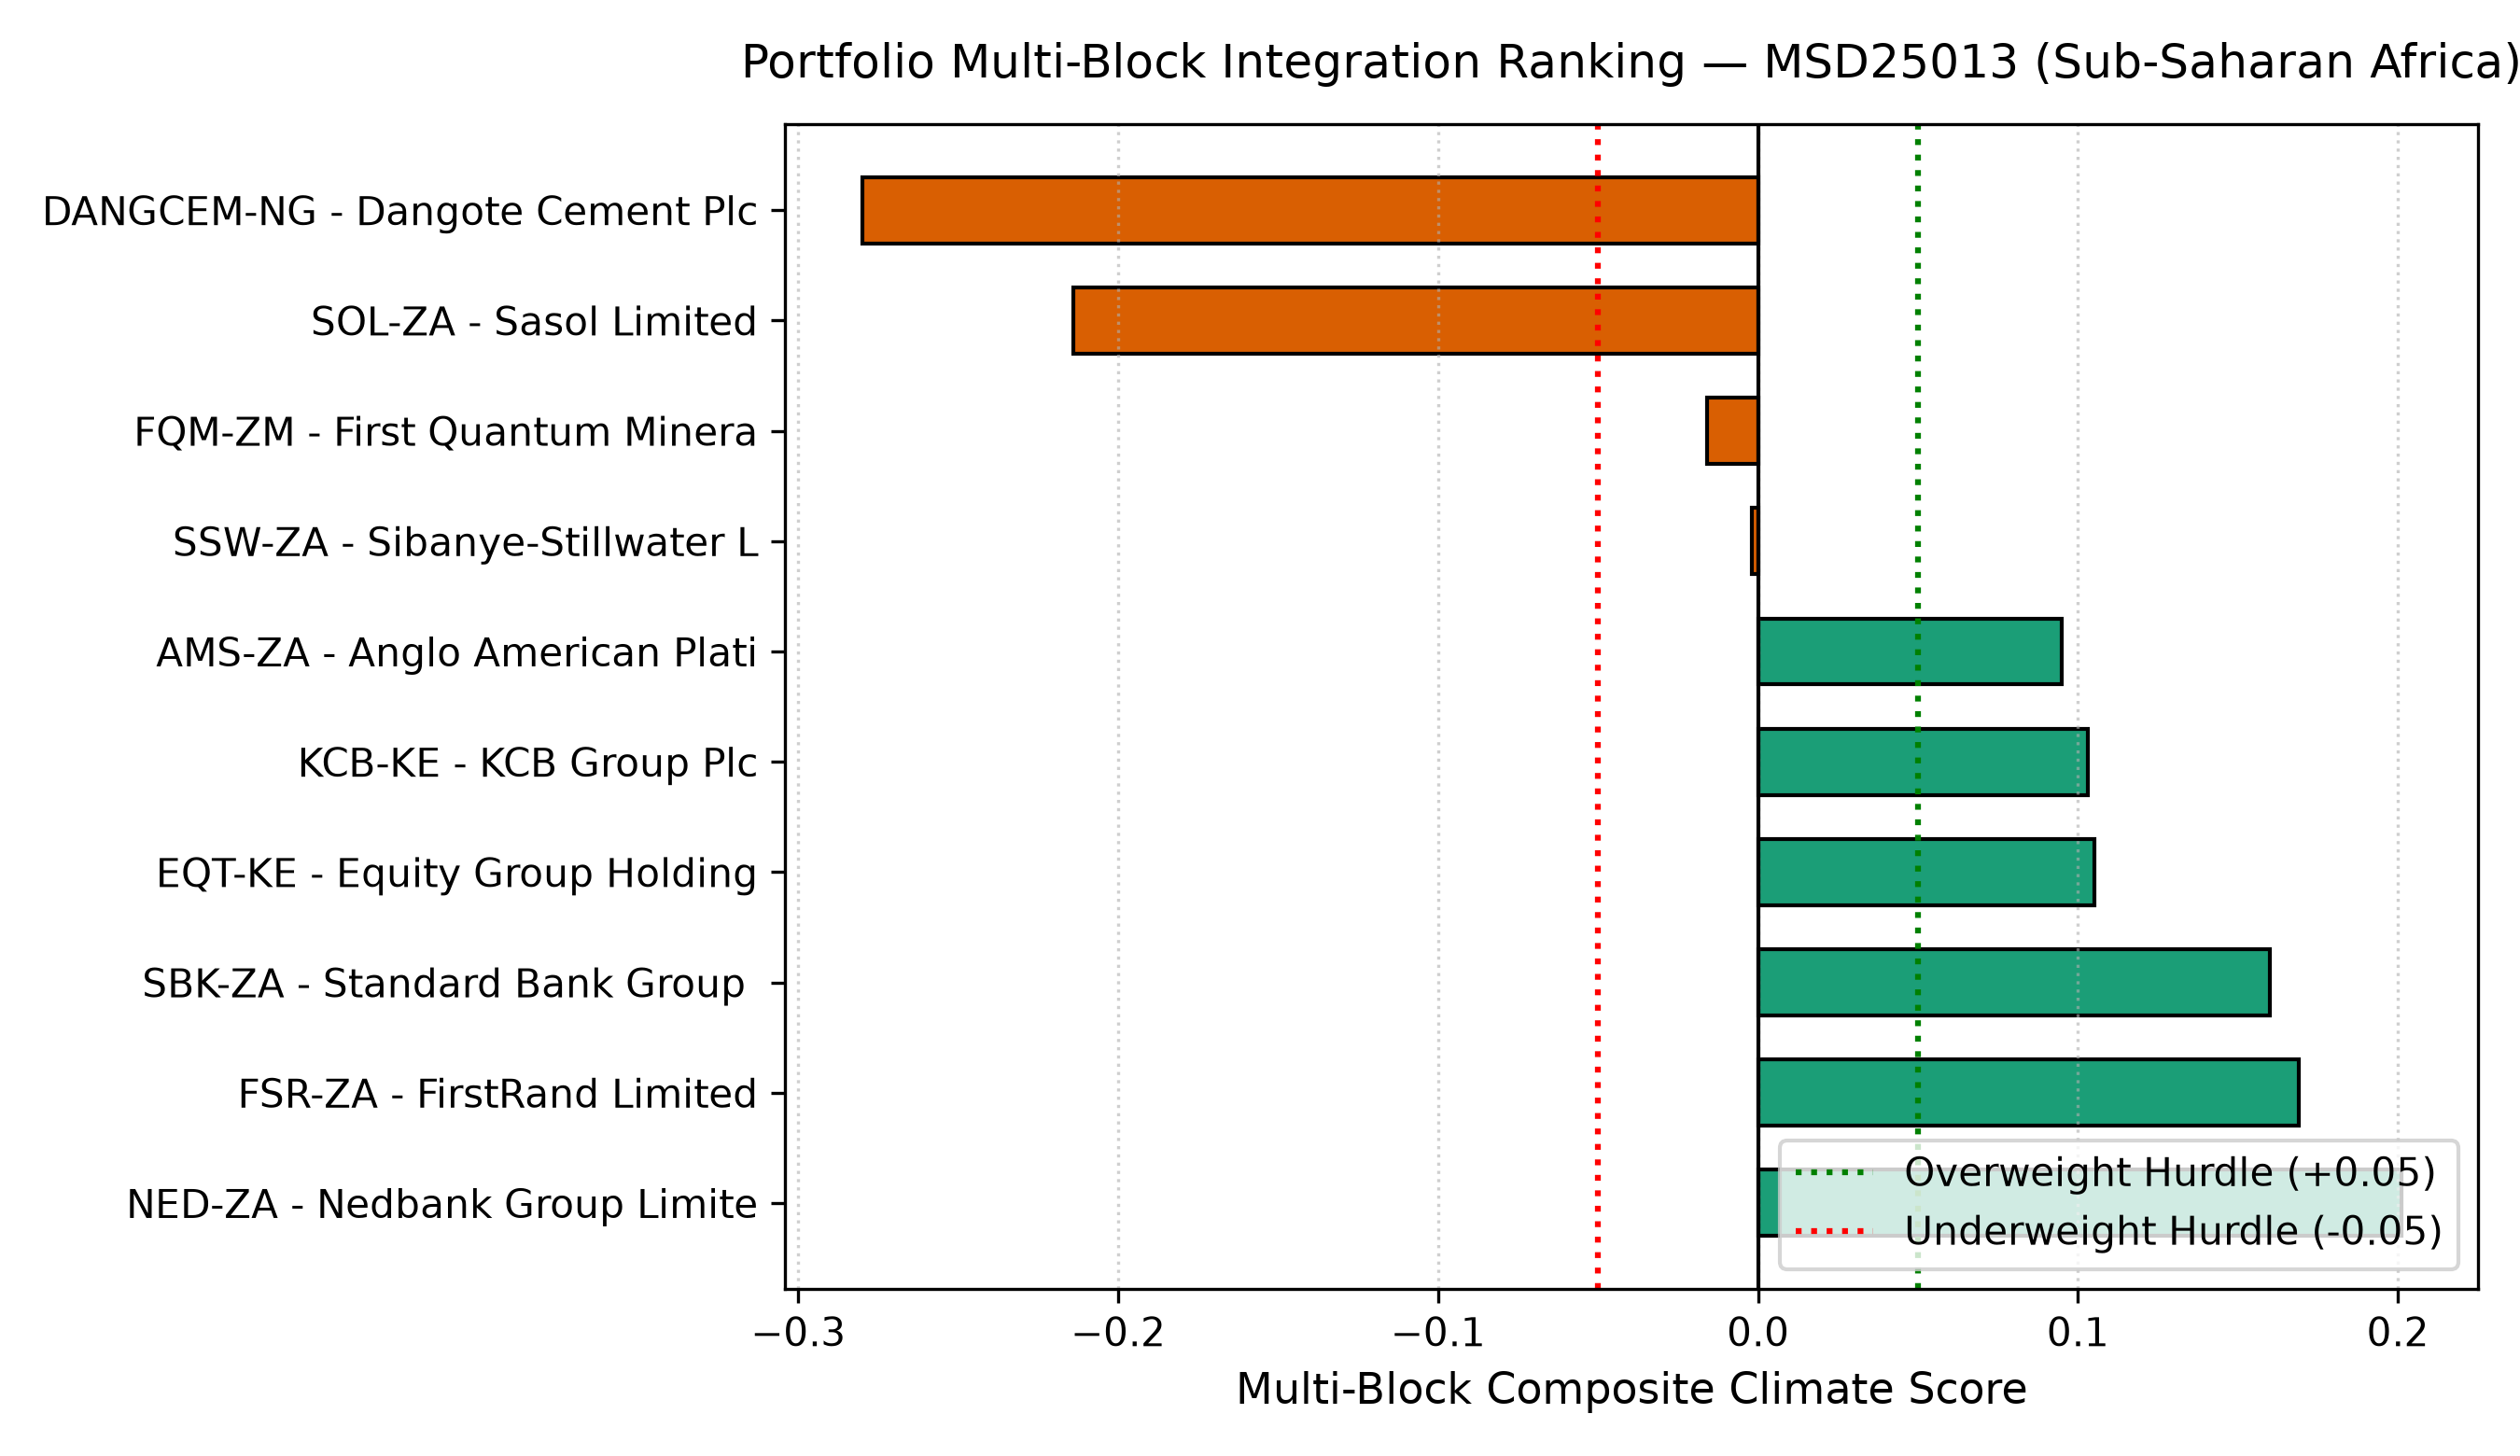 Portfolio Multi-Block Integration Ranking — MSD25013 (Sub-Saharan Africa)
DANGCEM-NG - Dangote Cement Plc
SOL-ZA - Sasol Limited
FQM-ZM - First Quantum Minera
SSW-ZA - Sibanye-Stillwater L
AMS-ZA - Anglo American Plati
KCB-KE - KCB Group Plc
EQT-KE - Equity Group Holding
SBK-ZA - Standard Bank Group
FSR-ZA - FirstRand Limited
NED-ZA - Nedbank Group Limite
Overweight Hurdle (+0.05)
Underweight Hurdle (-0.05)
−0.3 −0.2 −0.1 0.0 0.1 0.2
Multi-Block Composite Climate Score